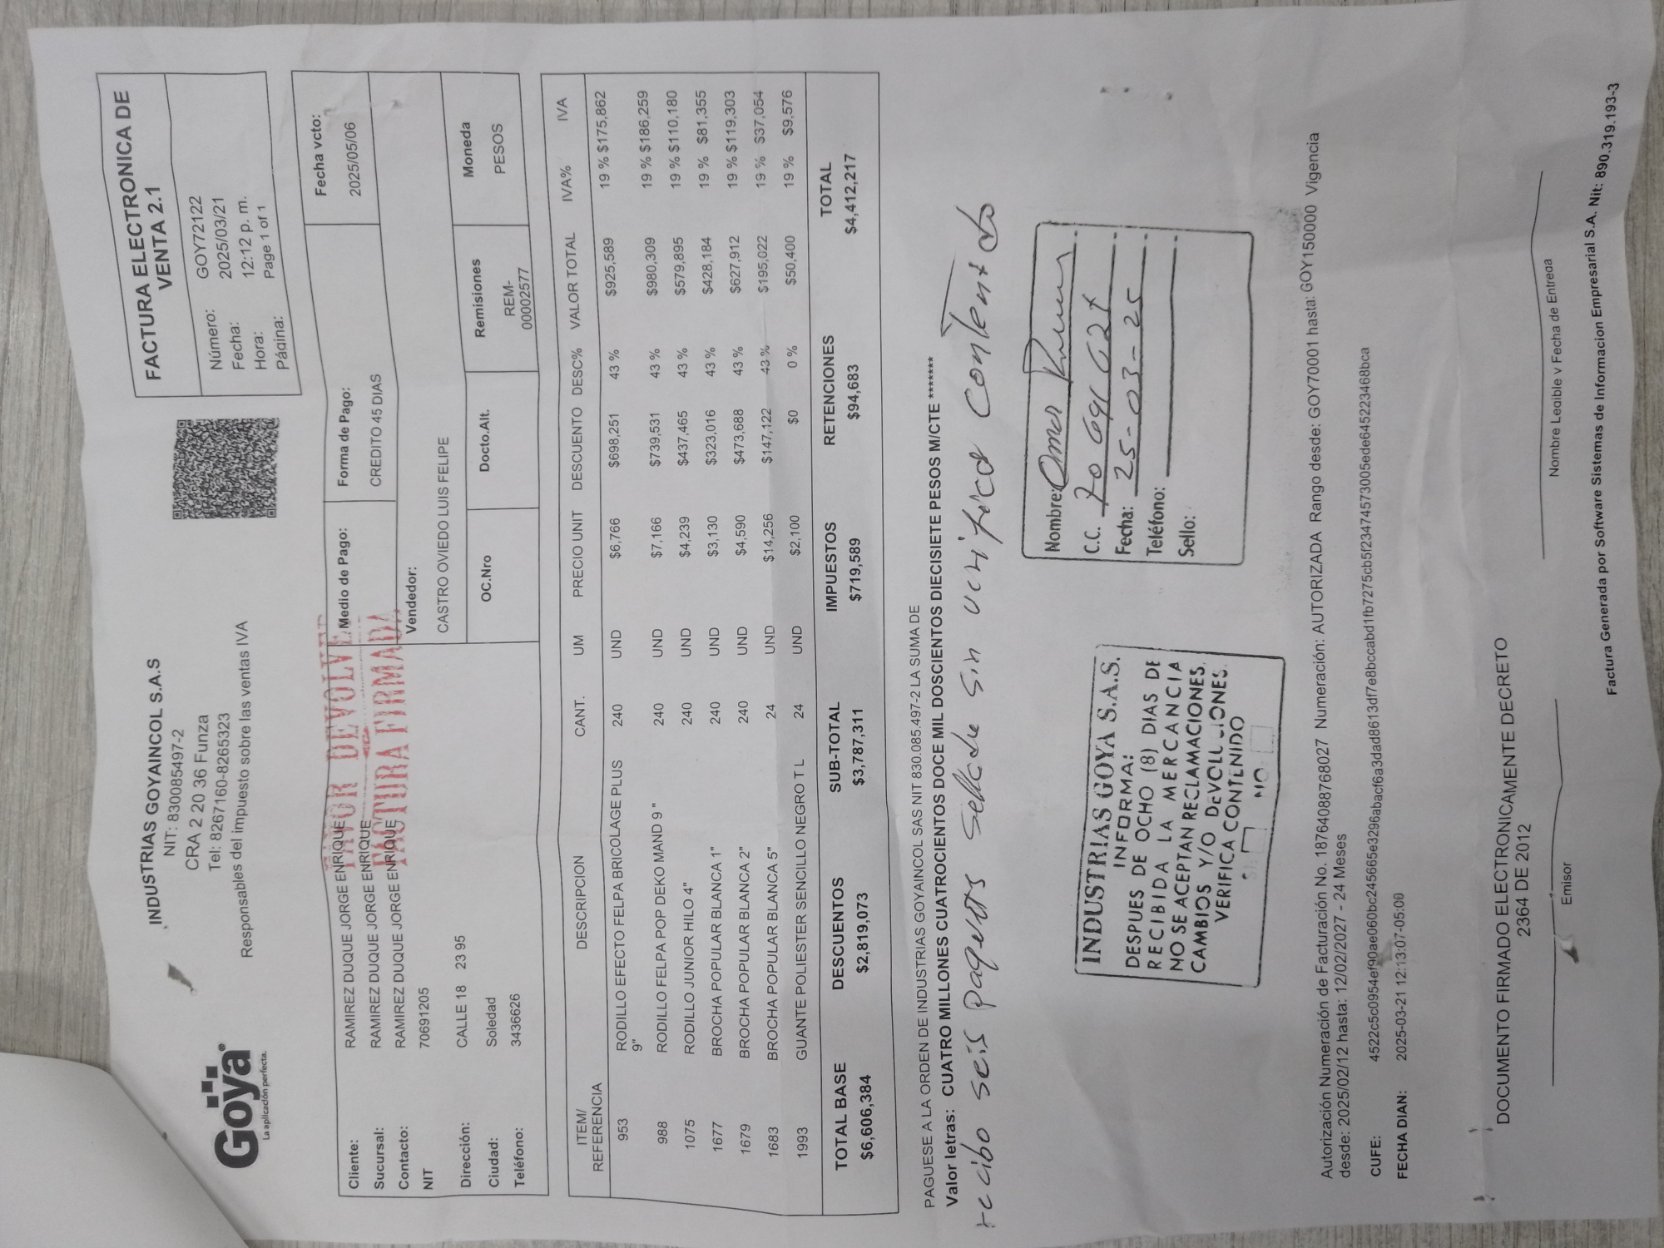 Goya®
La aplicación perfecta.
INDUSTRIAS GOYAINCOL S.A.S
NIT: 8300085497-2
CRA 2 20 36 Funza
Tel: 8267160-8265323
Responsables del impuesto sobre las ventas IVA
FACTURA ELECTRONICA DE
VENTA 2.1
Número: GOY72122
Fecha: 2025/03/21
Hora: 12:12 p. m.
Página: Page 1 of 1
FAVOR DEVOLVER
FACTURA FIRMADA
Cliente: RAMIREZ DUQUE JORGE ENRIQUE
Sucursal: RAMIREZ DUQUE JORGE ENRIQUE
Contacto: RAMIREZ DUQUE JORGE ENRIQUE
NIT 70691205
Dirección: CALLE 18 23 95
Ciudad: Soledad
Teléfono: 3436626
Medio de Pago: Forma de Pago: Fecha vcto:
CREDITO 45 DIAS 2025/05/06
Vendedor:
CASTRO OVIEDO LUIS FELIPE
OC.Nro Docto.Alt. Remisiones Moneda
REM-
00002577 PESOS
ITEM/
REFERENCIA DESCRIPCION CANT. UM PRECIO UNIT DESCUENTO DESC% VALOR TOTAL IVA% IVA
953 RODILLO EFECTO FELPA BRICOLAGE PLUS 240 UND $6,766 $698,251 43 % $925,589 19 % $175,862
9"
988 RODILLO FELPA POP DEKO MAND 9 " 240 UND $7,166 $739,531 43 % $980,309 19 % $186,259
1075 RODILLO JUNIOR HILO 4" 240 UND $4,239 $437,465 43 % $579,895 19 % $110,180
1677 BROCHA POPULAR BLANCA 1" 240 UND $3,130 $323,016 43 % $428,184 19 % $81,355
1679 BROCHA POPULAR BLANCA 2" 240 UND $4,590 $473,688 43 % $627,912 19 % $119,303
1683 BROCHA POPULAR BLANCA 5" 24 UND $14,256 $147,122 43 % $195,022 19 % $37,054
1993 GUANTE POLIESTER SENCILLO NEGRO T L 24 UND $2,100 $0 0 % $50,400 19 % $9,576
TOTAL BASE DESCUENTOS SUB-TOTAL IMPUESTOS RETENCIONES TOTAL
$6,606,384 $2,819,073 $3,787,311 $719,589 $94,683 $4,412,217
PAGUESE A LA ORDEN DE INDUSTRIAS GOYAINCOL SAS NIT 830.085.497-2 LA SUMA DE
Valor letras: CUATRO MILLONES CUATROCIENTOS DOCE MIL DOSCIENTOS DIECISIETE PESOS M/CTE *******
recibo seis paquetes sin verificar contenido
INDUSTRIAS GOYA S.A.S.
INFORMA:
DESPUES DE OCHO (8) DIAS DE
RECIBIDA LA MERCANCIA
NO SE ACEPTAN RECLAMACIONES,
CAMBIOS Y/O DEVOLUCIONES.
VERIFICA CONTENIDO
NO
Nombre: Omar
C.C. 70 691 621
Fecha: 25-03-25
Teléfono:
Sello:
Autorización Numeración de Facturación No. 18764088768027 Numeración: AUTORIZADA Rango desde: GOY70001 hasta: GOY150000 Vigencia
desde: 2025/02/12 hasta: 12/02/2027 - 24 Meses
CUFE: 4522c5c0954ef90ae060bc245665e3296abacf6a3dad8613df7e8bccabd1fb7275cb5f23474573005ede645223468bca
FECHA DIAN: 2025-03-21 12:13:07-05:00
DOCUMENTO FIRMADO ELECTRONICAMENTE DECRETO
2364 DE 2012
Emisor
Nombre Legible y Fecha de Entrega
Factura Generada por Software Sistemas de Informacion Empresarial S.A. Nit: 890.319.193-3